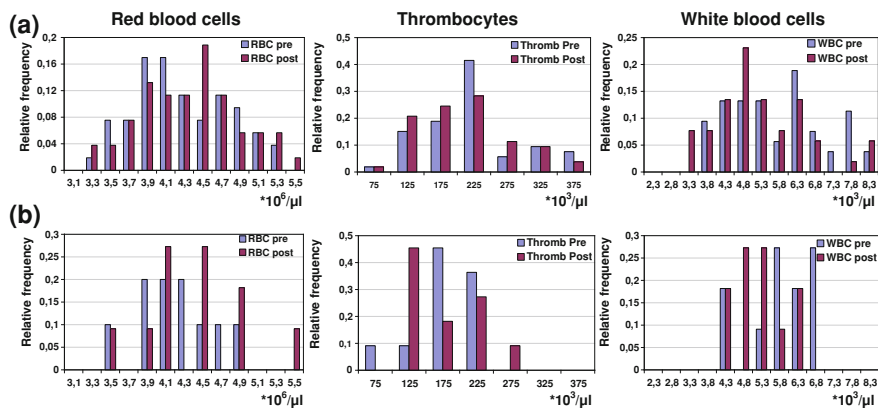 Red blood cells
Thrombocytes
White blood cells
(a)
Relative frequency
0,2
0,16
0,12
0,08
0,04
0
RBC pre
RBC post
3,1 3,3 3,5 3,7 3,9 4,1 4,3 4,5 4,7 4,9 5,1 5,3 5,5
*10⁶/µl
Relative frequency
0,5
0,4
0,3
0,2
0,1
0
Thromb Pre
Thromb Post
75 125 175 225 275 325 375
*10³/µl
Relative frequency
0,25
0,2
0,15
0,1
0,05
0
WBC pre
WBC post
2,3 2,8 3,3 3,8 4,3 4,8 5,3 5,8 6,3 6,8 7,3 7,8 8,3
*10³/µl
(b)
Relative frequency
0,3
0,25
0,2
0,15
0,1
0,05
0
RBC pre
RBC post
3,1 3,3 3,5 3,7 3,9 4,1 4,3 4,5 4,7 4,9 5,1 5,3 5,5
*10⁶/µl
Relative frequency
0,5
0,4
0,3
0,2
0,1
0
Thromb Pre
Thromb Post
75 125 175 225 275 325 375
*10³/µl
Relative frequency
0,3
0,25
0,2
0,15
0,1
0,05
0
WBC pre
WBC post
2,3 2,8 3,3 3,8 4,3 4,8 5,3 5,8 6,3 6,8 7,3 7,8 8,3
*10³/µl